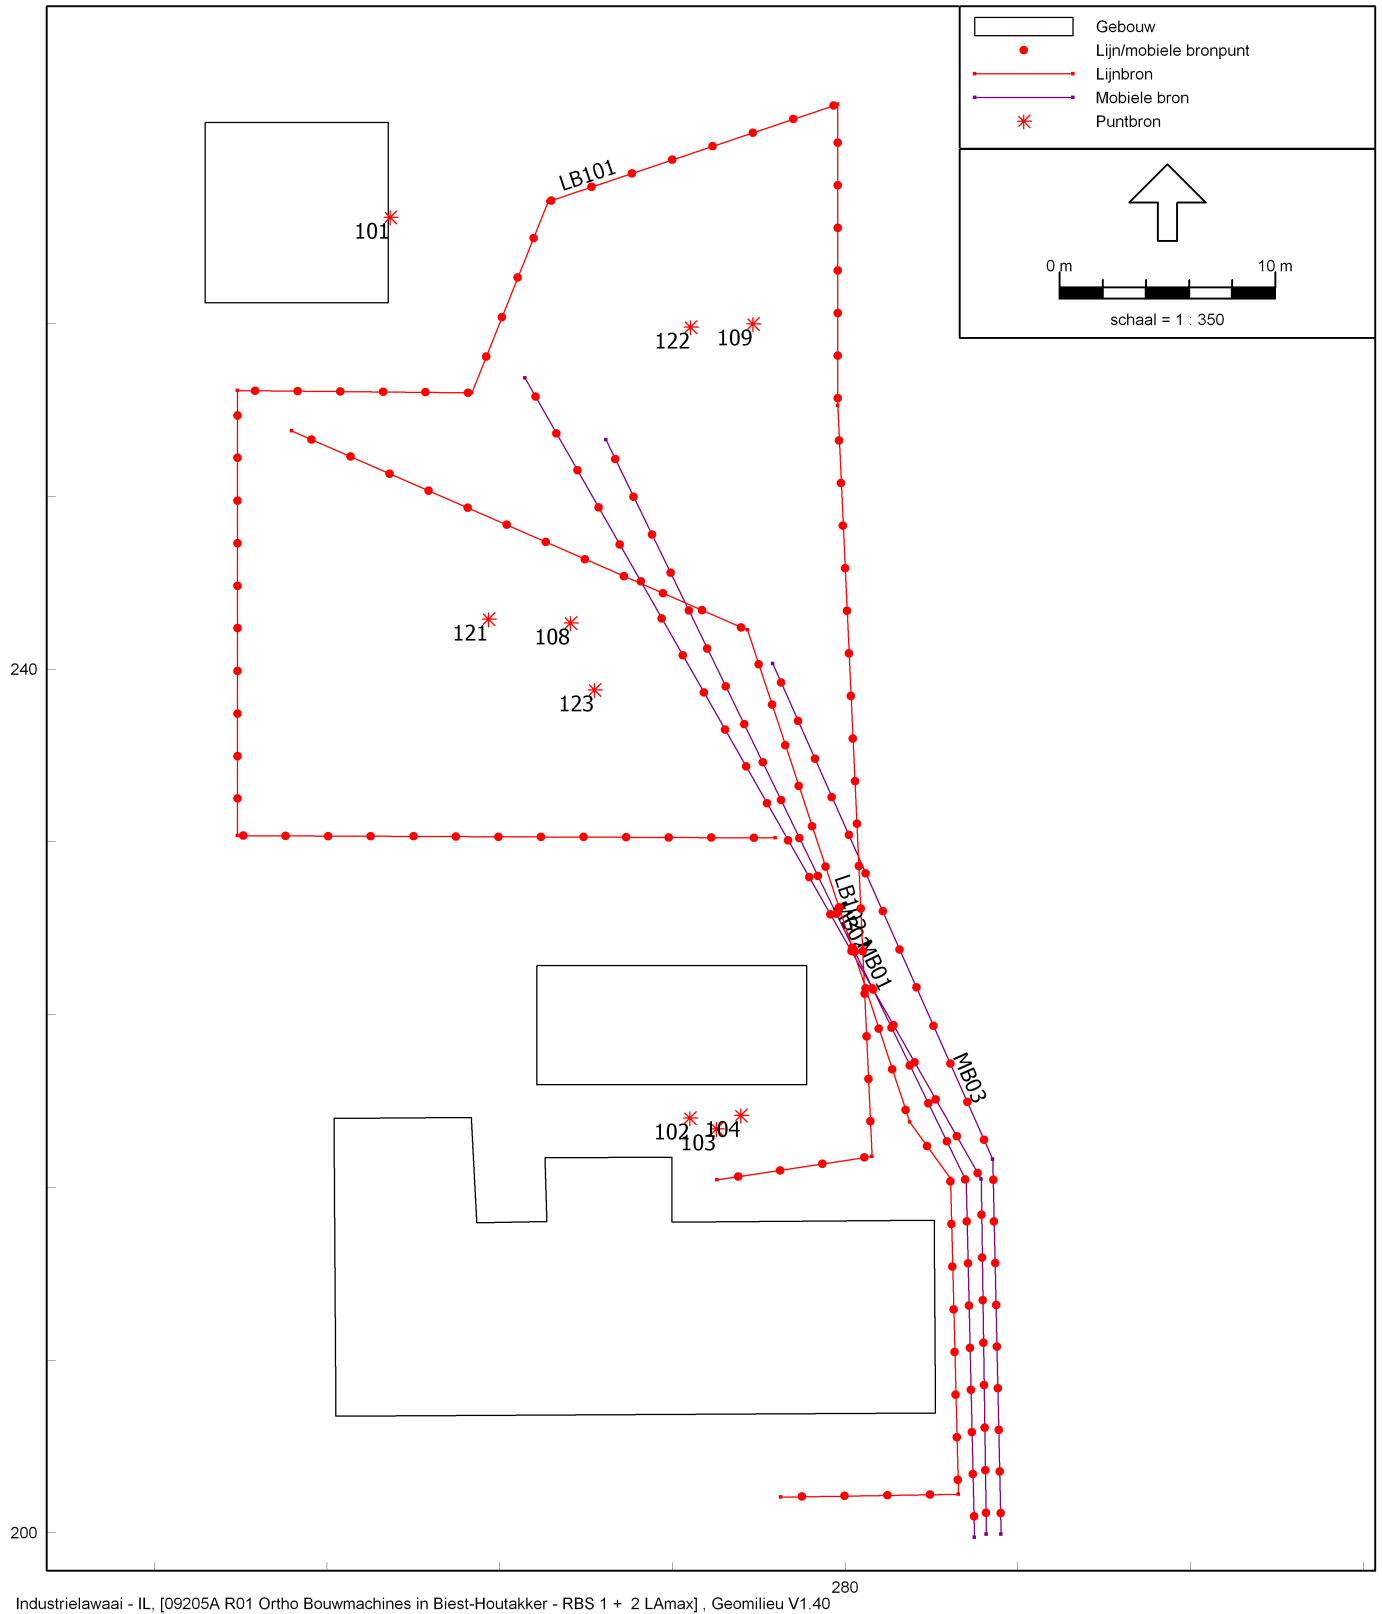 Gebouw
Lijn/mobiele bronpunt
Lijnbron
Mobiele bron
Puntbron
0 m 10 m
schaal = 1 : 350
LB101
101
122 109
121 108
123
240
MB01
MB03
102 103 104
200
280
Industrielawaai - IL, [09205A R01 Ortho Bouwmachines in Biest-Houtakker - RBS 1 + 2 LAmax] , Geomilieu V1.40